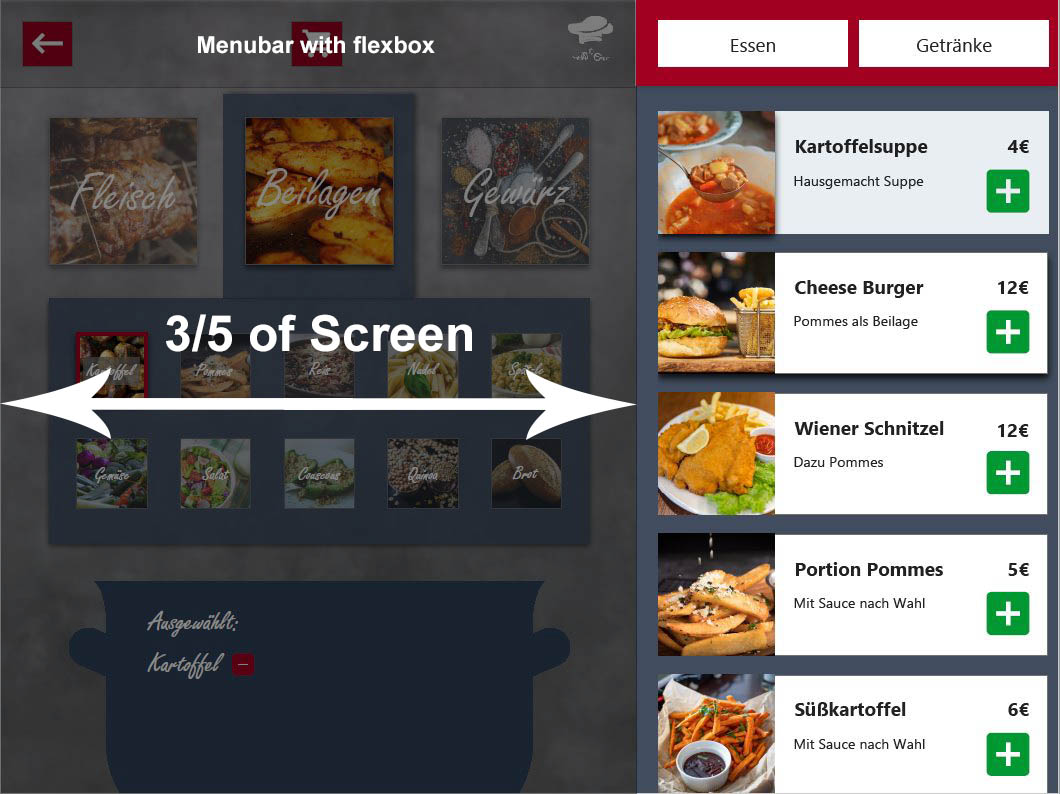 Menubar with flexbox
Fleisch
Beilagen
Gewürz
3/5 of Screen
Kartoffel
Pommes
Reis
Nudel
Spätzle
Gemüse
Salat
Couscous
Quinoa
Brot
Ausgewählt:
Kartoffel
Essen
Getränke
Kartoffelsuppe 4€
Hausgemacht Suppe
Cheese Burger 12€
Pommes als Beilage
Wiener Schnitzel 12€
Dazu Pommes
Portion Pommes 5€
Mit Sauce nach Wahl
Süßkartoffel 6€
Mit Sauce nach Wahl